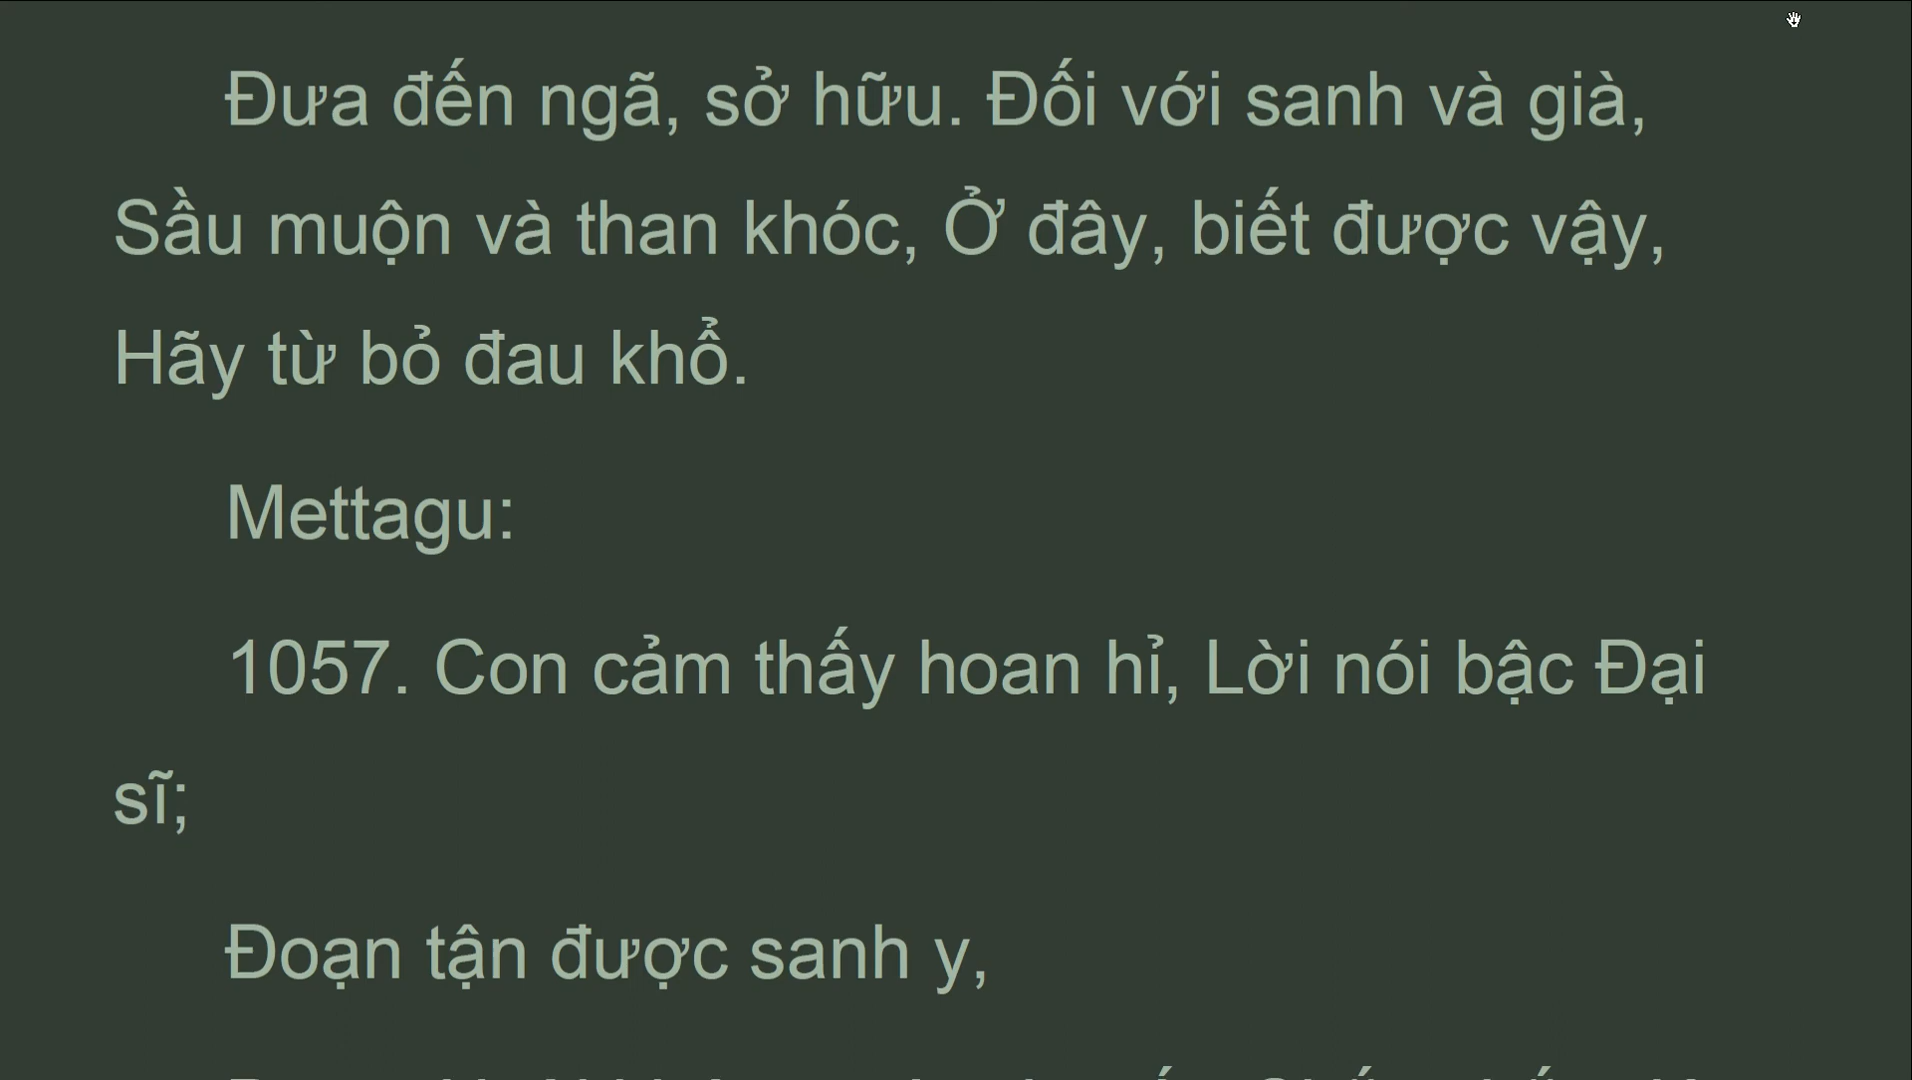 Đưa đến ngã, sở hữu. Đối với sanh và già,
Sầu muộn và than khóc, Ở đây, biết được vậy,
Hãy từ bỏ đau khổ.
Mettagu:
1057. Con cảm thấy hoan hỉ, Lời nói bậc Đại
sĩ;
Đoạn tận được sanh y,